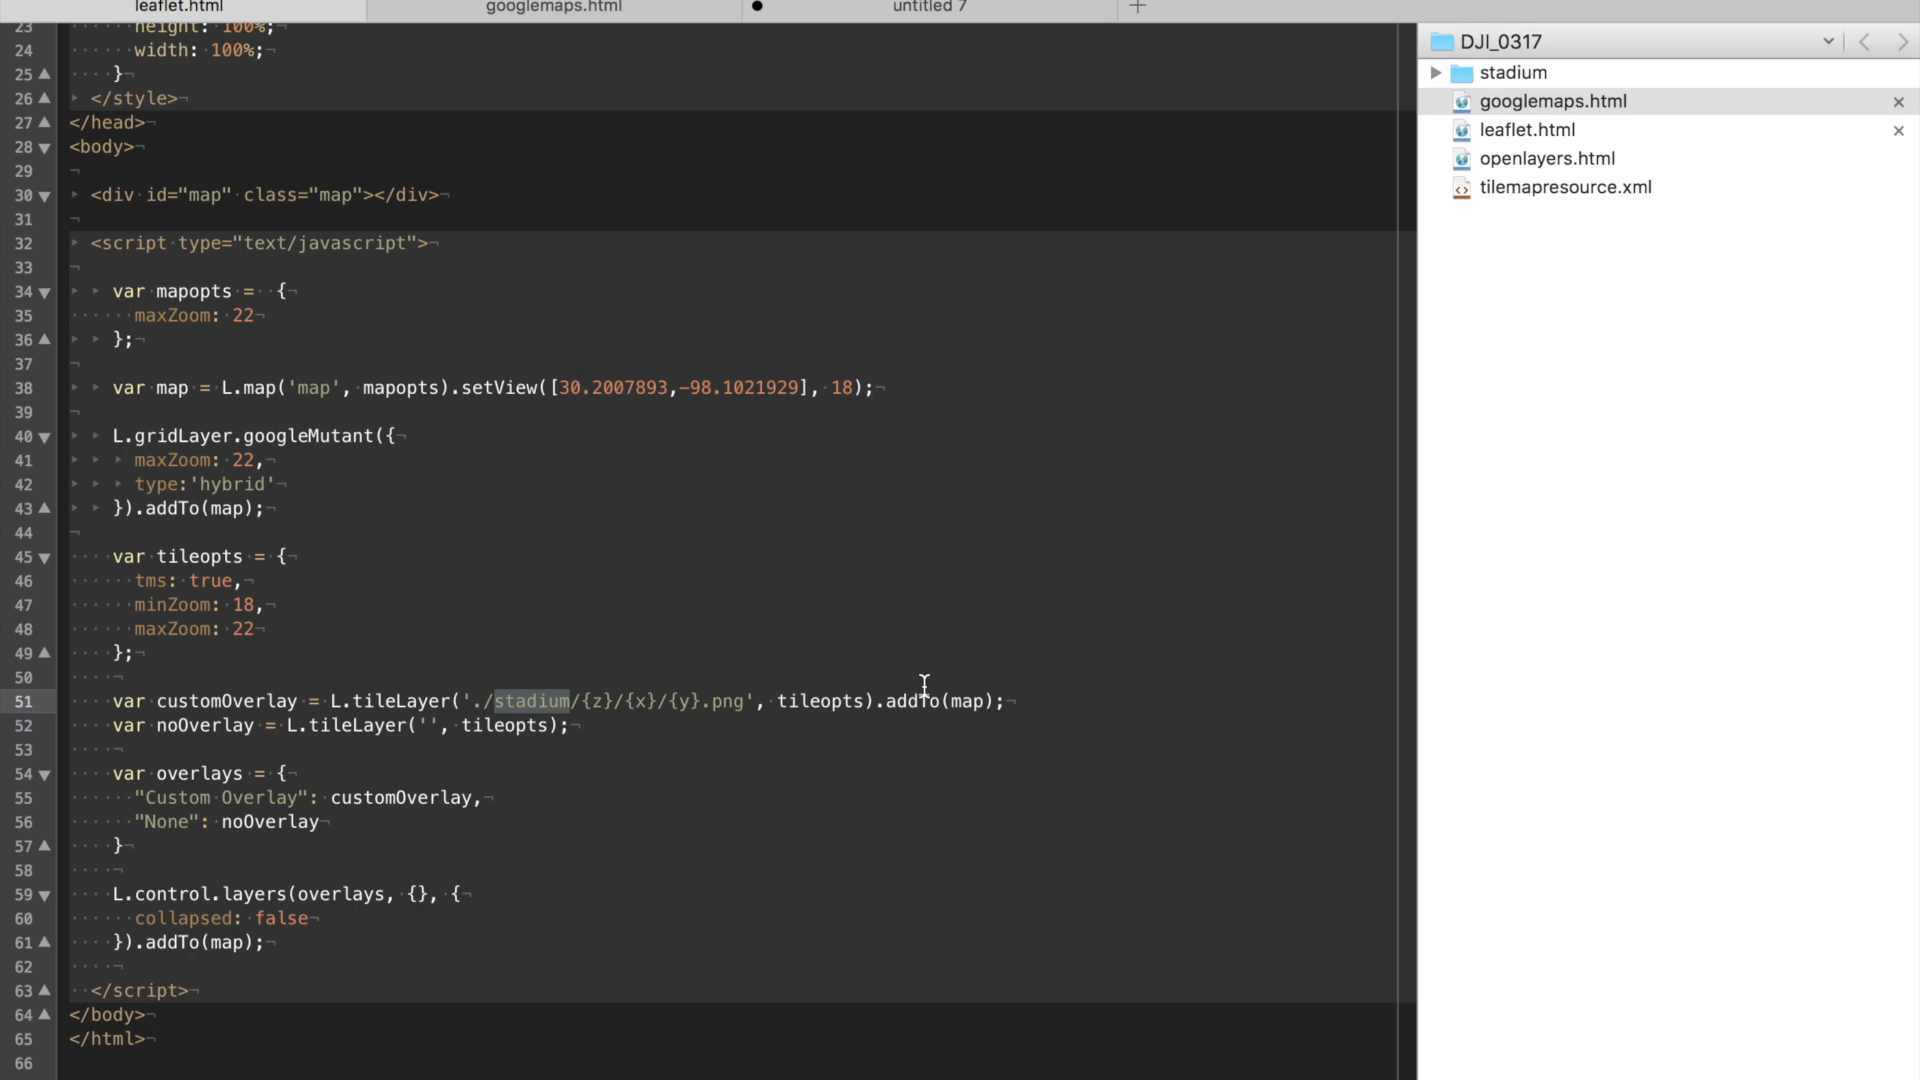 leaflet.html
googlemaps.html
untitled 7
DJI_0317
stadium
googlemaps.html
leaflet.html
openlayers.html
tilemapresource.xml
23 height: 100%;
24 width: 100%;
25 }
26 </style>
27 </head>
28 <body>
29
30 <div id="map" class="map"></div>
31
32 <script type="text/javascript">
33
34 var mapopts =  {
35 maxZoom: 22
36 };
37
38 var map = L.map('map', mapopts).setView([30.2007893,-98.1021929], 18);
39
40 L.gridLayer.googleMutant({
41 maxZoom: 22,
42 type:'hybrid'
43 }).addTo(map);
44
45 var tileopts = {
46 tms: true,
47 minZoom: 18,
48 maxZoom: 22
49 };
50
51 var customOverlay = L.tileLayer('./stadium/{z}/{x}/{y}.png', tileopts).addTo(map);
52 var noOverlay = L.tileLayer('', tileopts);
53
54 var overlays = {
55 "Custom Overlay": customOverlay,
56 "None": noOverlay
57 }
58
59 L.control.layers(overlays, {}, {
60 collapsed: false
61 }).addTo(map);
62
63 </script>
64 </body>
65 </html>
66